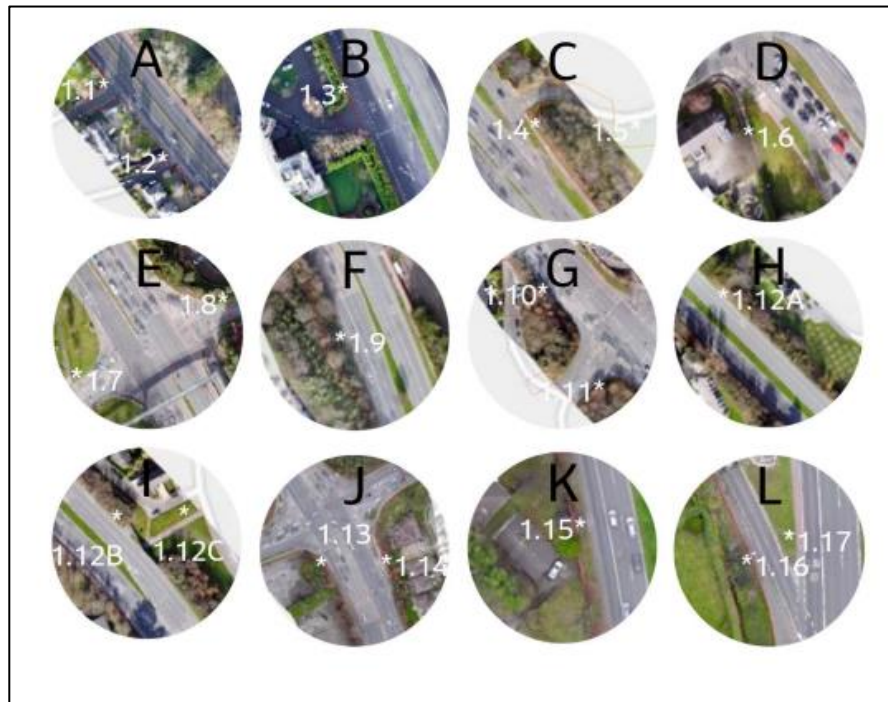 A
1.1*
1.2*
B
1.3*
C
1.4*
1.5*
D
*1.6
E
1.8*
*1.7
F
*1.9
G
1.10*
1.11*
H
*1.12A
I
* *
1.12B
1.12C
J
1.13
*
*1.14
K
1.15*
L
*1.17
*1.16